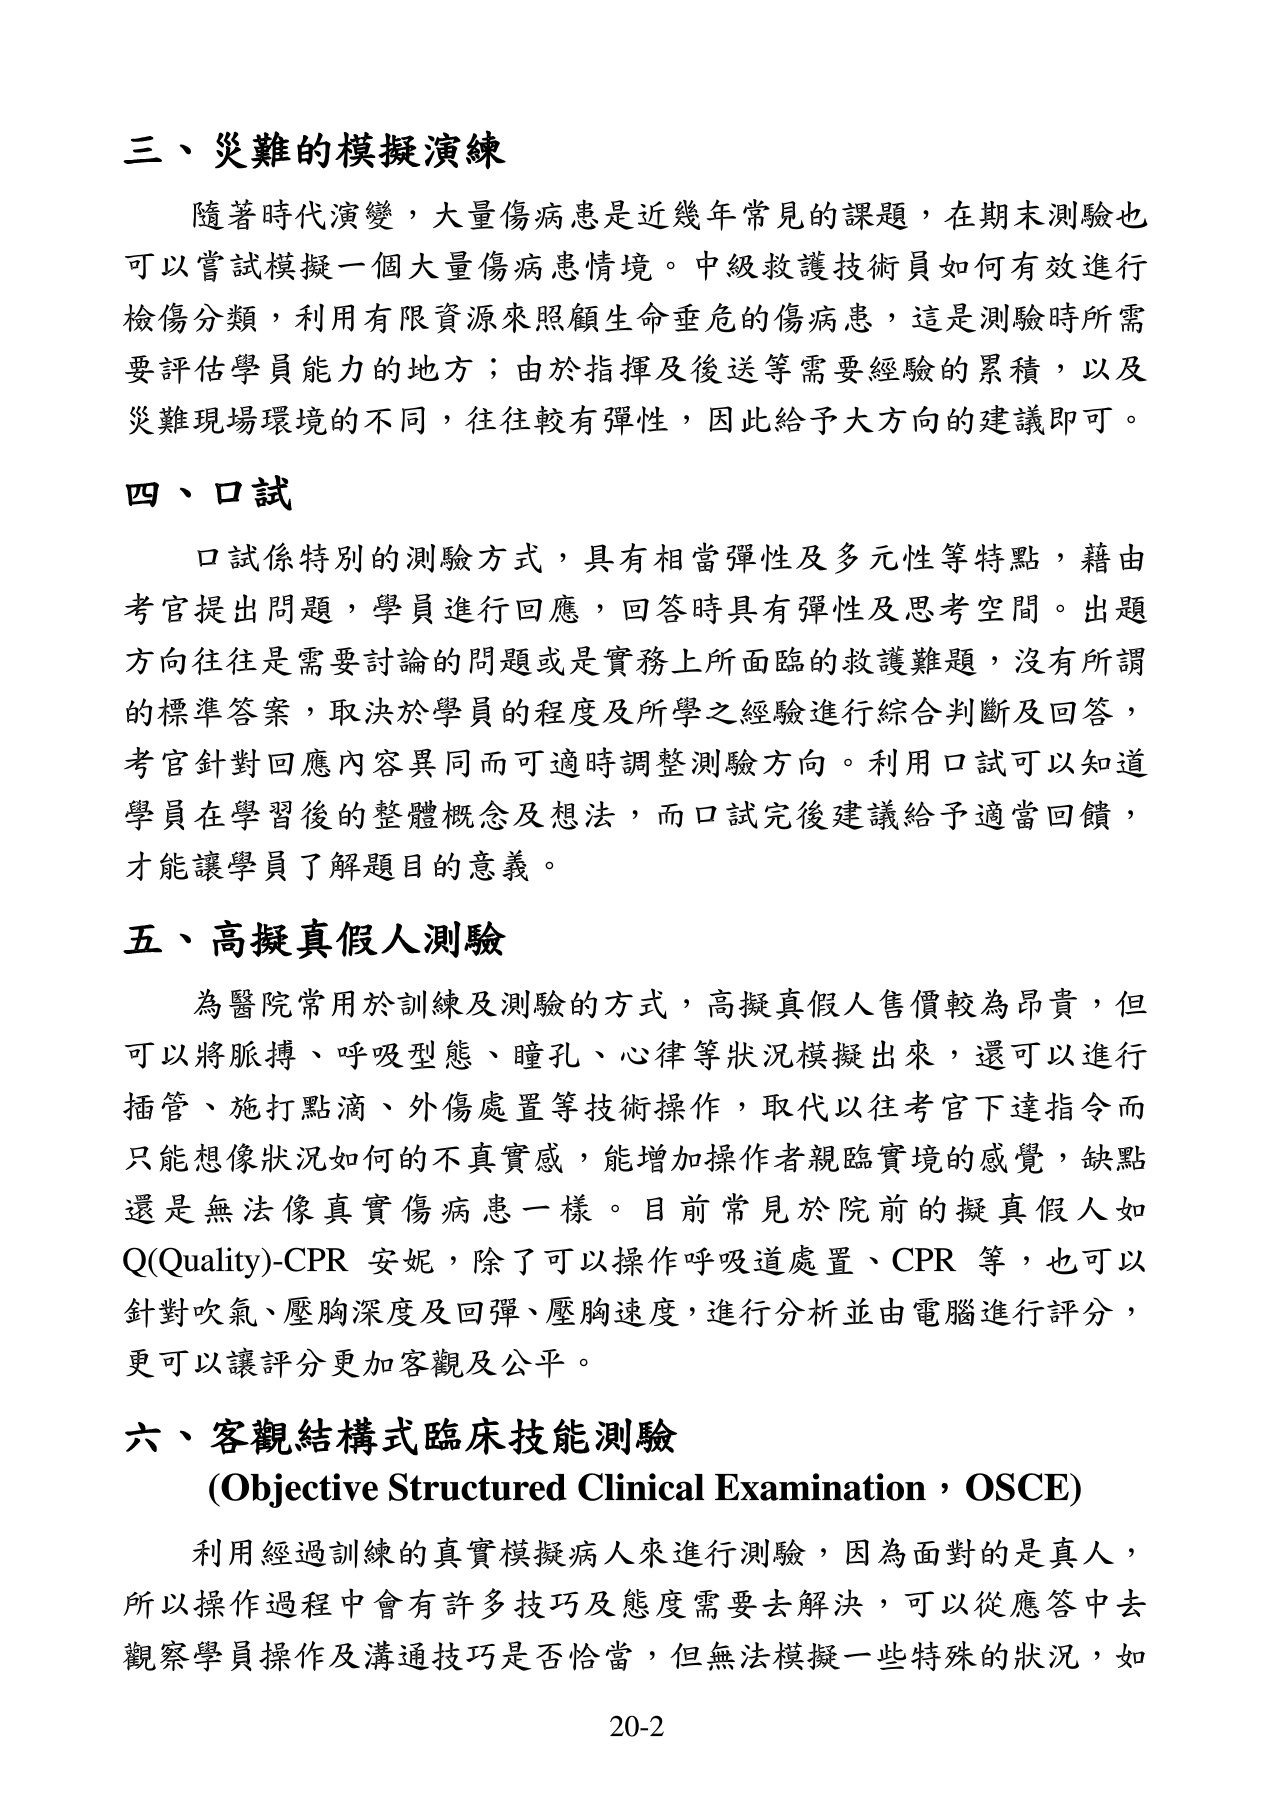 三、災難的模擬演練
隨著時代演變，大量傷病患是近幾年常見的課題，在期末測驗也
可以嘗試模擬一個大量傷病患情境。中級救護技術員如何有效進行
檢傷分類，利用有限資源來照顧生命垂危的傷病患，這是測驗時所需
要評估學員能力的地方；由於指揮及後送等需要經驗的累積，以及
災難現場環境的不同，往往較有彈性，因此給予大方向的建議即可。
四、口試
口試係特別的測驗方式，具有相當彈性及多元性等特點，藉由
考官提出問題，學員進行回應，回答時具有彈性及思考空間。出題
方向往往是需要討論的問題或是實務上所面臨的救護難題，沒有所謂
的標準答案，取決於學員的程度及所學之經驗進行綜合判斷及回答，
考官針對回應內容異同而可適時調整測驗方向。利用口試可以知道
學員在學習後的整體概念及想法，而口試完後建議給予適當回饋，
才能讓學員了解題目的意義。
五、高擬真假人測驗
為醫院常用於訓練及測驗的方式，高擬真假人售價較為昂貴，但
可以將脈搏、呼吸型態、瞳孔、心律等狀況模擬出來，還可以進行
插管、施打點滴、外傷處置等技術操作，取代以往考官下達指令而
只能想像狀況如何的不真實感，能增加操作者親臨實境的感覺，缺點
還是無法像真實傷病患一樣。目前常見於院前的擬真假人如
Q(Quality)-CPR 安妮，除了可以操作呼吸道處置、CPR 等，也可以
針對吹氣、壓胸深度及回彈、壓胸速度，進行分析並由電腦進行評分，
更可以讓評分更加客觀及公平。
六、客觀結構式臨床技能測驗
(Objective Structured Clinical Examination，OSCE)
利用經過訓練的真實模擬病人來進行測驗，因為面對的是真人，
所以操作過程中會有許多技巧及態度需要去解決，可以從應答中去
觀察學員操作及溝通技巧是否恰當，但無法模擬一些特殊的狀況，如
20-2